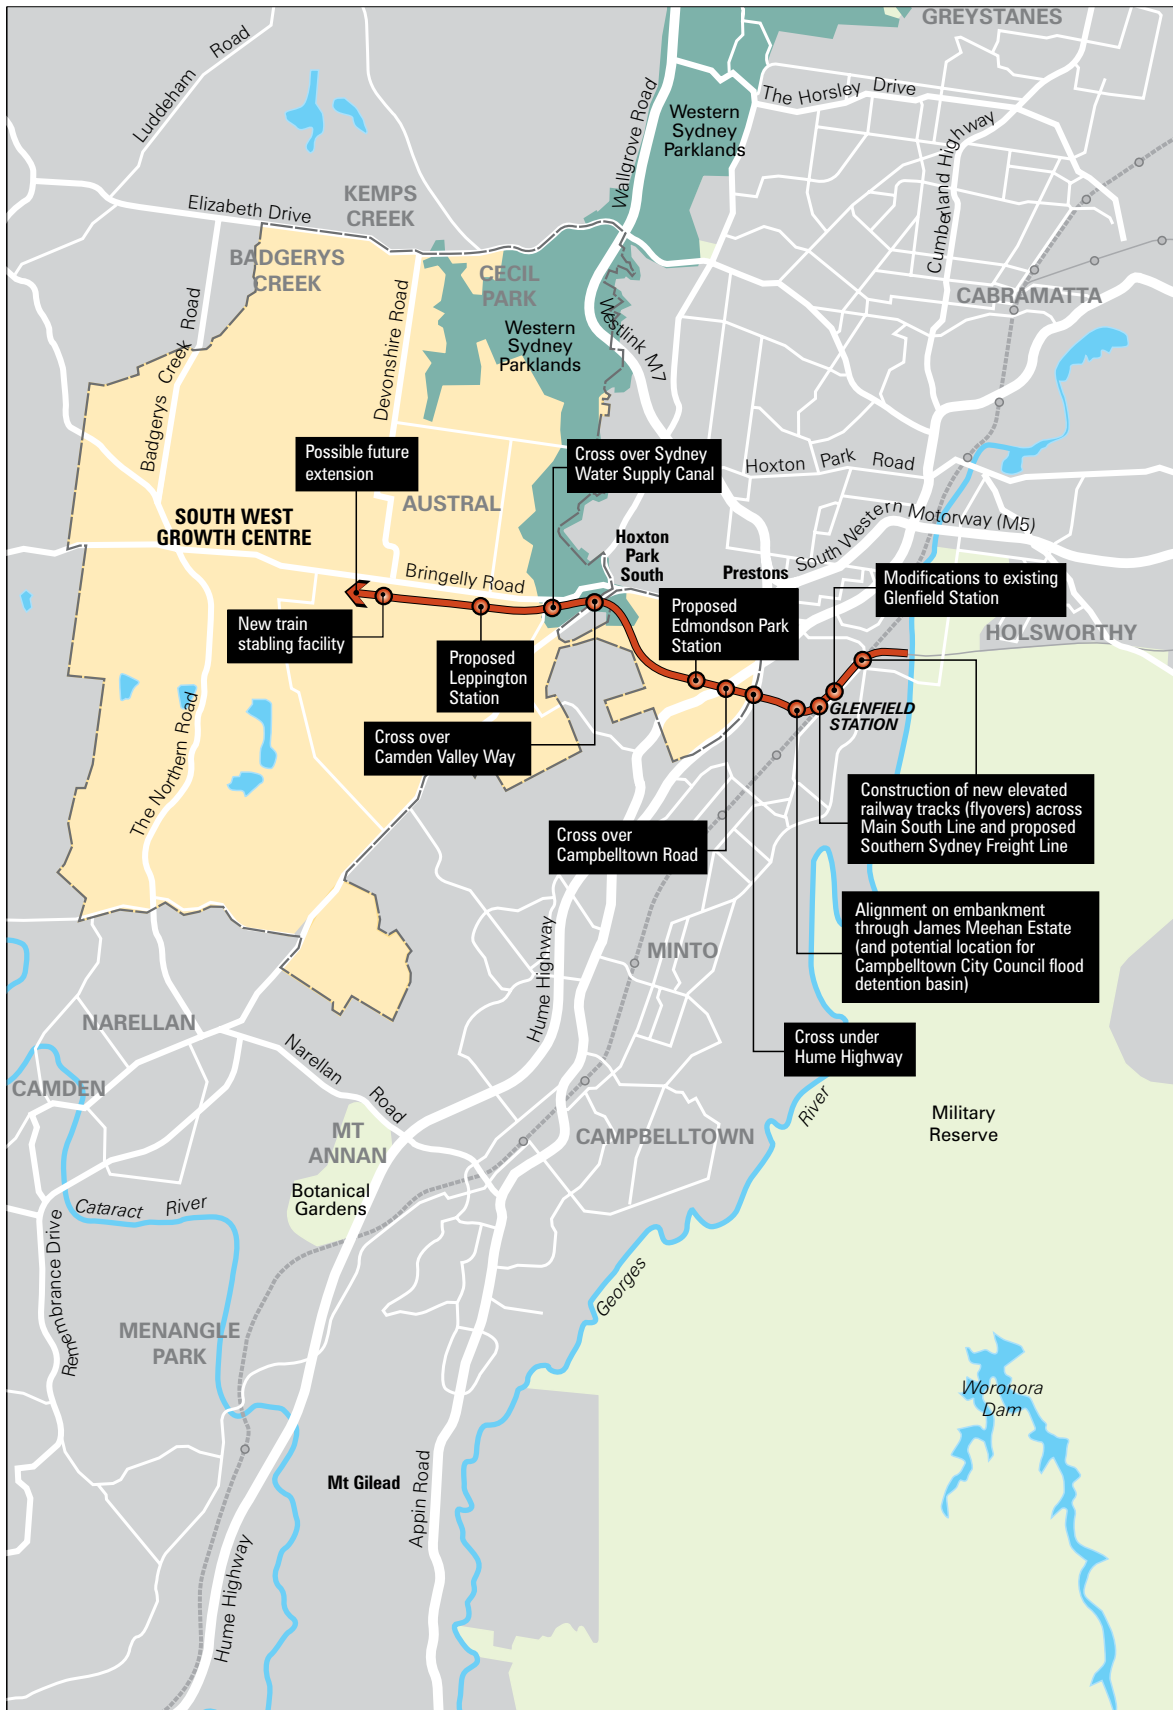 GREYSTANES
Luddeham Road
The Horsley Drive
Wallgrove Road
Western
Sydney
Parklands
Cumberland Highway
KEMPS
CREEK
Elizabeth Drive
BADGERYS
CREEK
CECIL
PARK
CABRAMATTA
Badgerys Creek Road
Devonshire Road
Western
Sydney
Parklands
Westlink M7
Possible future
extension
Cross over Sydney
Water Supply Canal
Hoxton Park Road
AUSTRAL
SOUTH WEST
GROWTH CENTRE
Hoxton
Park
South
South Western Motorway (M5)
Bringelly Road
Prestons
Modifications to existing
Glenfield Station
New train
stabling facility
Proposed
Edmondson Park
Station
HOLSWORTHY
Proposed
Leppington
Station
GLENFIELD
STATION
Cross over
Camden Valley Way
The Northern Road
Construction of new elevated
railway tracks (flyovers) across
Main South Line and proposed
Southern Sydney Freight Line
Cross over
Campbelltown Road
Alignment on embankment
through James Meehan Estate
(and potential location for
Campbelltown City Council flood
detention basin)
Hume Highway
MINTO
NARELLAN
Cross under
Hume Highway
Narellan Road
CAMDEN
River
Military
Reserve
MT
ANNAN
CAMPBELLTOWN
Botanical
Gardens
Cataract River
Remembrance Drive
Georges
MENANGLE
PARK
Woronora
Dam
Mt Gilead
Appin Road
Hume Highway